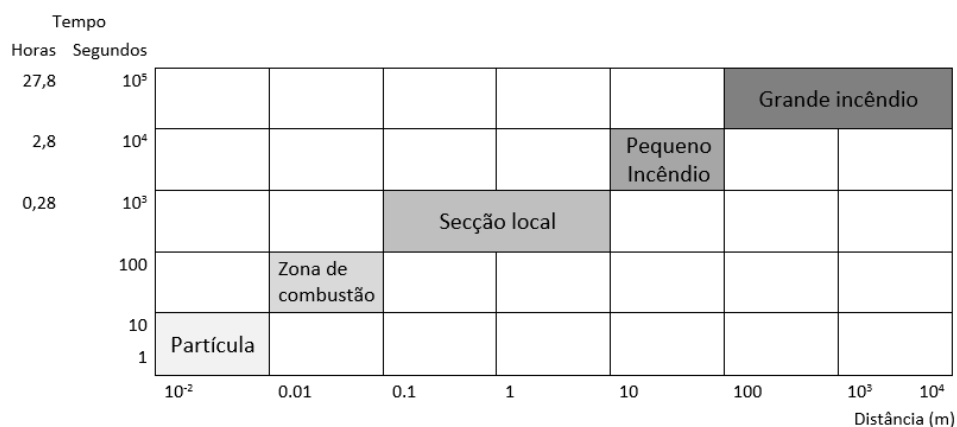 Tempo
Horas Segundos
27,8 10⁵ Grande incêndio
2,8 10⁴ Pequeno
Incêndio
0,28 10³ Secção local
100 Zona de
combustão
10
1 Partícula
10⁻² 0.01 0.1 1 10 100 10³ 10⁴
Distância (m)